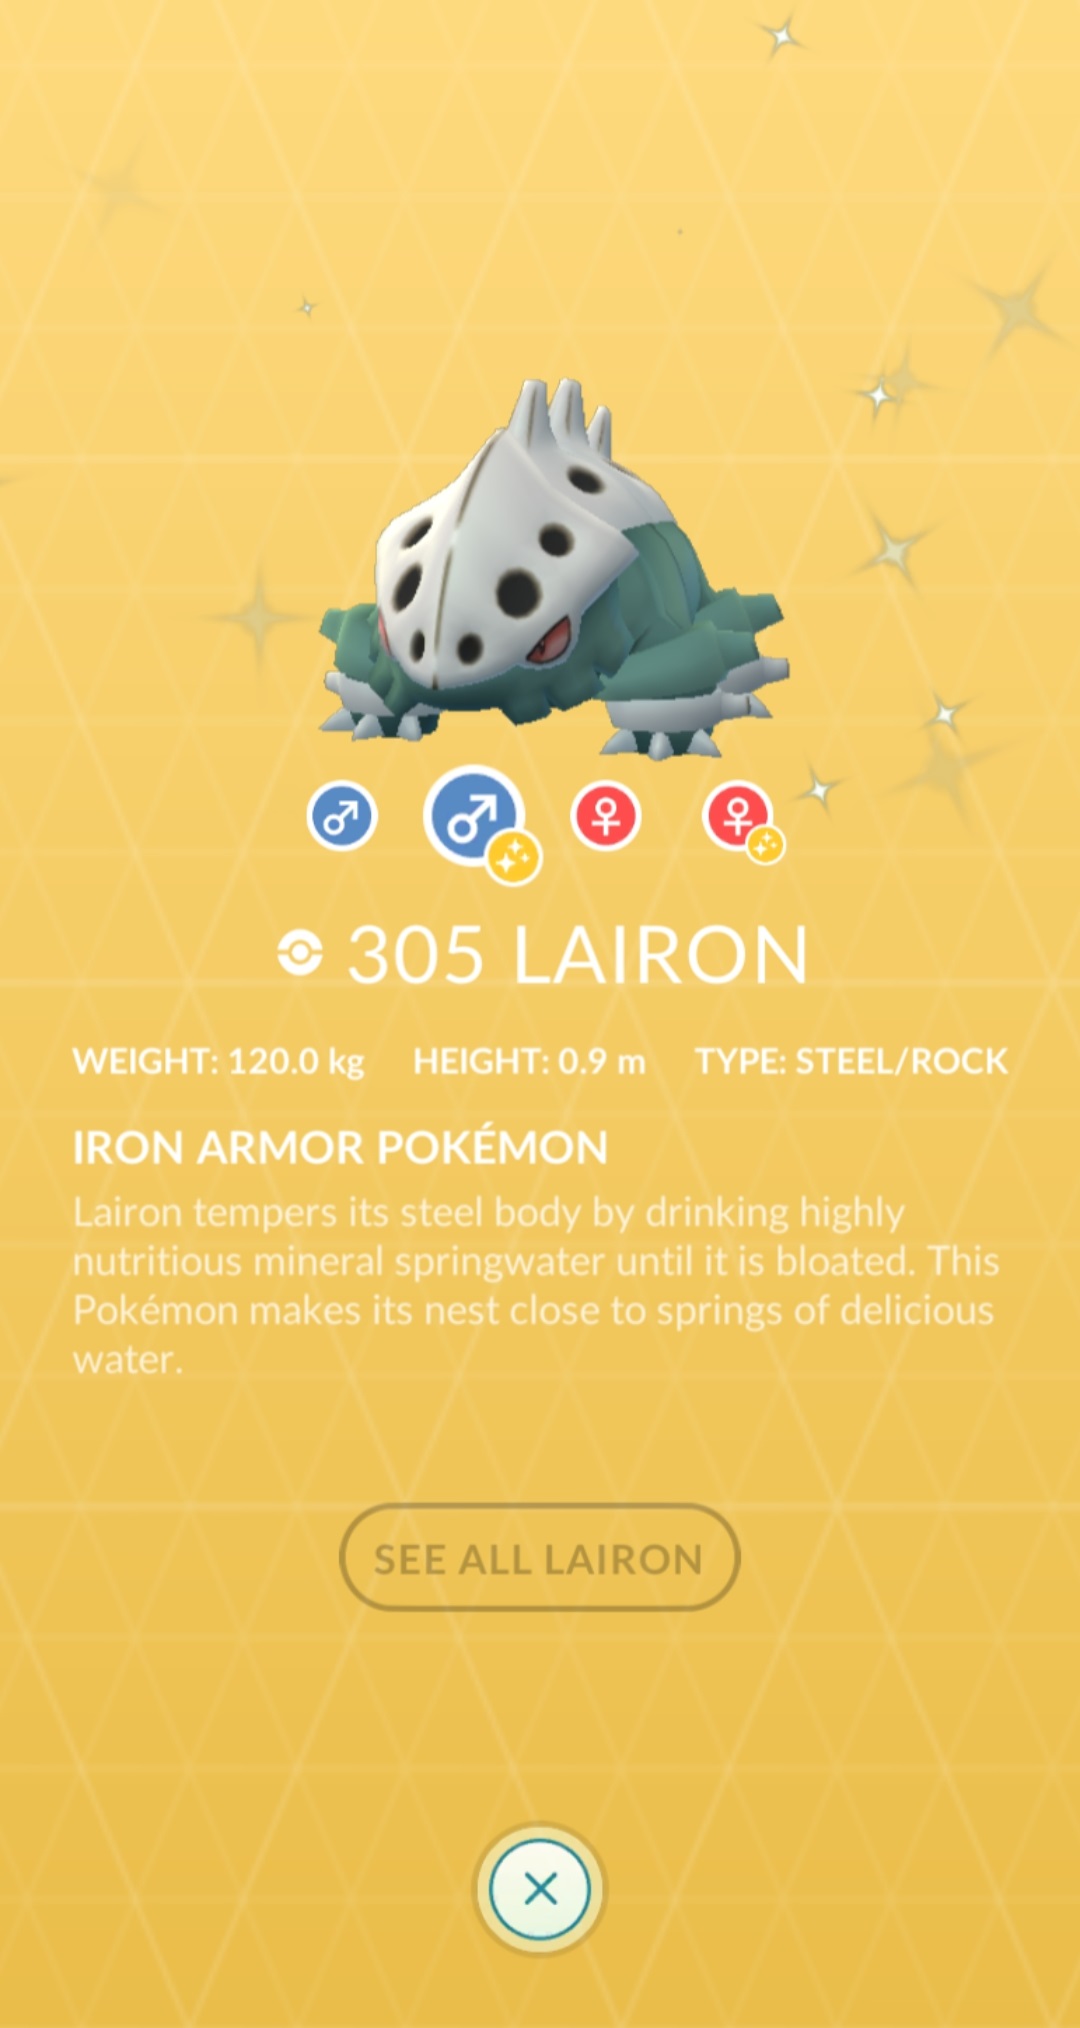 305 LAIRON
WEIGHT: 120.0 kg HEIGHT: 0.9 m TYPE: STEEL/ROCK
IRON ARMOR POKÉMON
Lairon tempers its steel body by drinking highly
nutritious mineral springwater until it is bloated. This
Pokémon makes its nest close to springs of delicious
water.
SEE ALL LAIRON